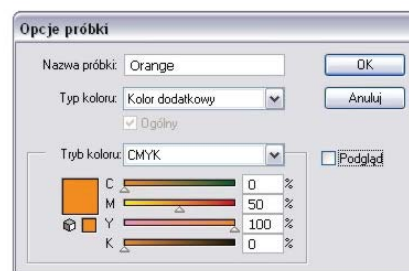 Opcje próbki
Nazwa próbki: Orange
OK
Typ koloru: Kolor dodatkowy
Anuluj
Ogólny
Tryb koloru: CMYK
Podgląd
C 0 %
M 50 %
Y 100 %
K 0 %